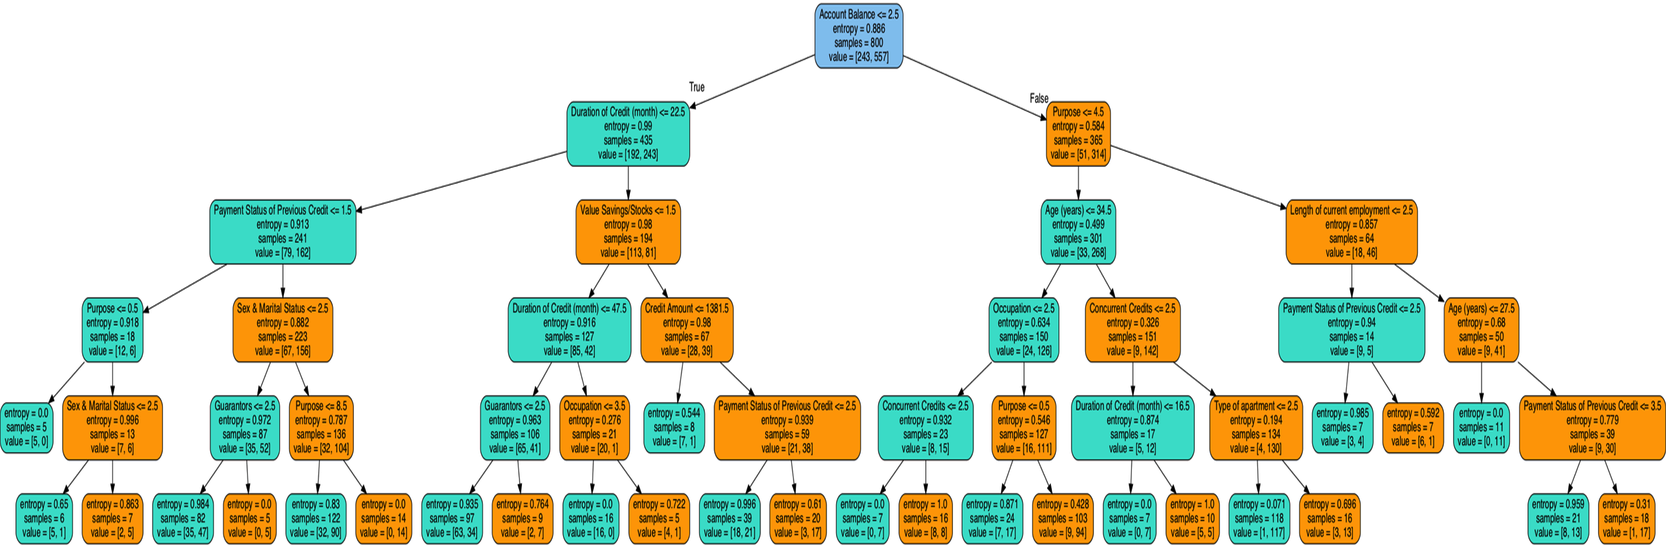 Account Balance <= 2.5
entropy = 0.886
samples = 800
value = [243, 557]
True
False
Duration of Credit (month) <= 22.5
entropy = 0.99
samples = 435
value = [192, 243]
Purpose <= 4.5
entropy = 0.584
samples = 365
value = [51, 314]
Payment Status of Previous Credit <= 1.5
entropy = 0.913
samples = 241
value = [79, 162]
Value Savings/Stocks <= 1.5
entropy = 0.98
samples = 194
value = [113, 81]
Age (years) <= 34.5
entropy = 0.499
samples = 301
value = [33, 268]
Length of current employment <= 2.5
entropy = 0.857
samples = 64
value = [18, 46]
Purpose <= 0.5
entropy = 0.918
samples = 18
value = [12, 6]
Sex & Marital Status <= 2.5
entropy = 0.882
samples = 223
value = [67, 156]
Duration of Credit (month) <= 47.5
entropy = 0.916
samples = 127
value = [85, 42]
Credit Amount <= 1381.5
entropy = 0.98
samples = 67
value = [28, 39]
Occupation <= 2.5
entropy = 0.634
samples = 150
value = [24, 126]
Concurrent Credits <= 2.5
entropy = 0.326
samples = 151
value = [9, 142]
Payment Status of Previous Credit <= 2.5
entropy = 0.94
samples = 14
value = [9, 5]
Age (years) <= 27.5
entropy = 0.68
samples = 50
value = [9, 41]
entropy = 0.0
samples = 5
value = [5, 0]
Sex & Marital Status <= 2.5
entropy = 0.996
samples = 13
value = [7, 6]
Guarantors <= 2.5
entropy = 0.972
samples = 87
value = [35, 52]
Purpose <= 8.5
entropy = 0.787
samples = 136
value = [32, 104]
Guarantors <= 2.5
entropy = 0.963
samples = 106
value = [65, 41]
Occupation <= 3.5
entropy = 0.276
samples = 21
value = [20, 1]
entropy = 0.544
samples = 8
value = [7, 1]
Payment Status of Previous Credit <= 2.5
entropy = 0.939
samples = 59
value = [21, 38]
Concurrent Credits <= 2.5
entropy = 0.932
samples = 23
value = [8, 15]
Purpose <= 0.5
entropy = 0.546
samples = 127
value = [16, 111]
Duration of Credit (month) <= 16.5
entropy = 0.874
samples = 17
value = [5, 12]
Type of apartment <= 2.5
entropy = 0.194
samples = 134
value = [4, 130]
entropy = 0.985
samples = 7
value = [3, 4]
entropy = 0.592
samples = 7
value = [6, 1]
entropy = 0.0
samples = 11
value = [0, 11]
Payment Status of Previous Credit <= 3.5
entropy = 0.779
samples = 39
value = [9, 30]
entropy = 0.65
samples = 6
value = [5, 1]
entropy = 0.863
samples = 7
value = [2, 5]
entropy = 0.984
samples = 82
value = [35, 47]
entropy = 0.0
samples = 5
value = [0, 5]
entropy = 0.83
samples = 122
value = [32, 90]
entropy = 0.0
samples = 14
value = [0, 14]
entropy = 0.935
samples = 97
value = [63, 34]
entropy = 0.764
samples = 9
value = [2, 7]
entropy = 0.0
samples = 16
value = [16, 0]
entropy = 0.722
samples = 5
value = [4, 1]
entropy = 0.996
samples = 39
value = [18, 21]
entropy = 0.61
samples = 20
value = [3, 17]
entropy = 0.0
samples = 7
value = [0, 7]
entropy = 1.0
samples = 16
value = [8, 8]
entropy = 0.871
samples = 24
value = [7, 17]
entropy = 0.428
samples = 103
value = [9, 94]
entropy = 0.0
samples = 7
value = [0, 7]
entropy = 1.0
samples = 10
value = [5, 5]
entropy = 0.071
samples = 118
value = [1, 117]
entropy = 0.696
samples = 16
value = [3, 13]
entropy = 0.959
samples = 21
value = [8, 13]
entropy = 0.31
samples = 18
value = [1, 17]